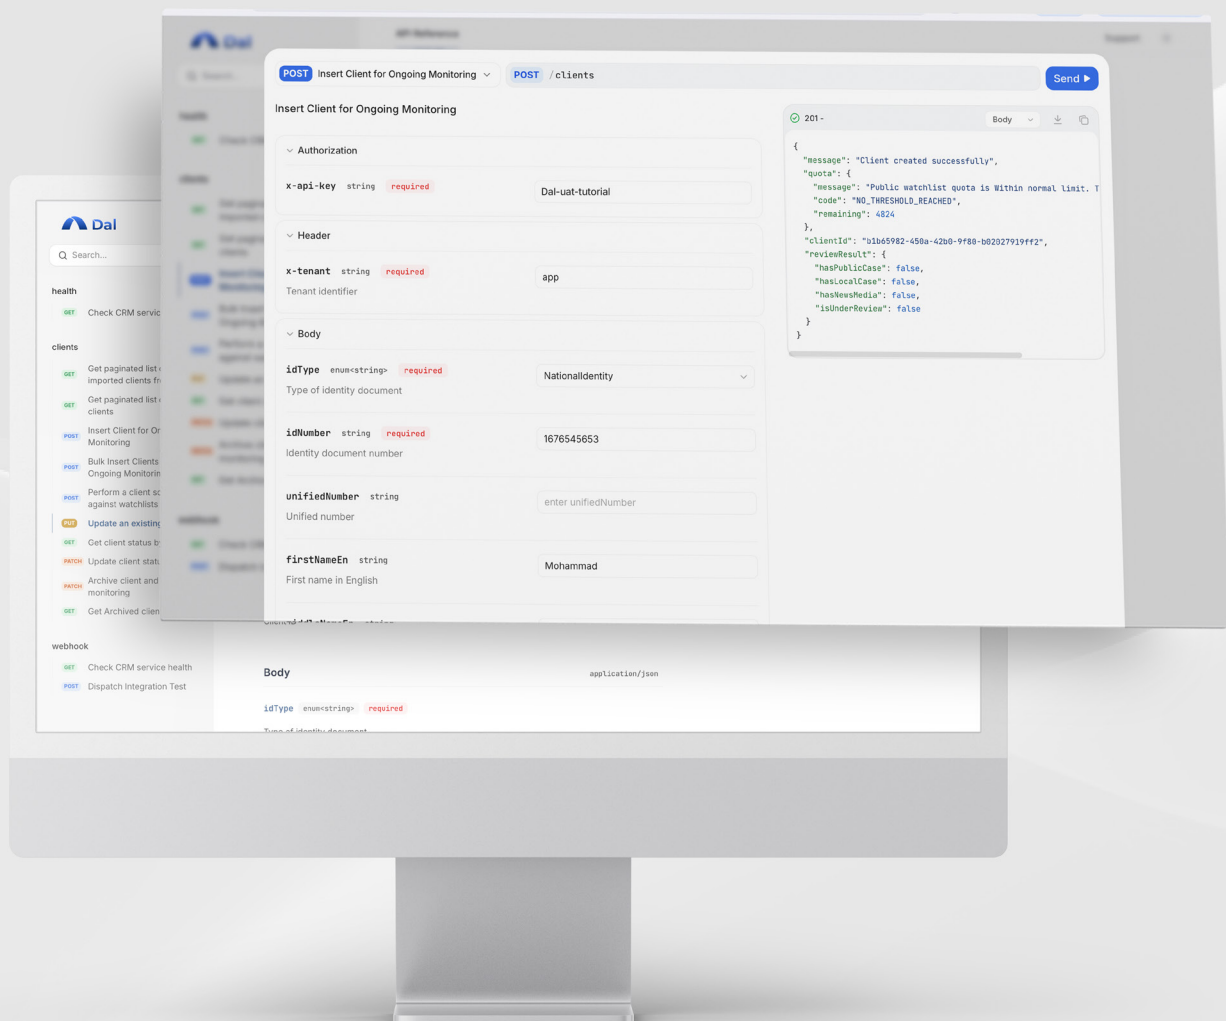 Dal
API Reference
Support
POST Insert Client for Ongoing Monitoring
POST /clients
Send
Insert Client for Ongoing Monitoring
Authorization
x-api-key string required
Dal-uat-tutorial
Header
x-tenant string required
app
Tenant identifier
Body
idType enum<string> required
NationalIdentity
Type of identity document
idNumber string required
1676545653
Identity document number
unifiedNumber string
enter unifiedNumber
Unified number
firstNameEn string
Mohammad
First name in English
201 -
Body
{
"message": "Client created successfully",
"quota": {
"message": "Public watchlist quota is Within normal limit. T
"code": "NO_THRESHOLD_REACHED",
"remaining": 4824
},
"clientId": "b1b65982-450a-42b0-9f80-b02027919ff2",
"reviewResult": {
"hasPublicCase": false,
"hasLocalCase": false,
"hasNewsMedia": false,
"isUnderReview": false
}
}
Dal
Search...
health
GET Check CRM servic
clients
GET Get paginated list
imported clients fr
GET Get paginated list
clients
POST Insert Client for Or
Monitoring
POST Bulk Insert Clients
Ongoing Monitorin
POST Perform a client sc
against watchlists
PUT Update an existing
GET Get client status b
PATCH Update client statu
PATCH Archive client and
monitoring
GET Get Archived clien
webhook
GET Check CRM service health
POST Dispatch Integration Test
Body
application/json
idType enum<string> required
Type of identity document